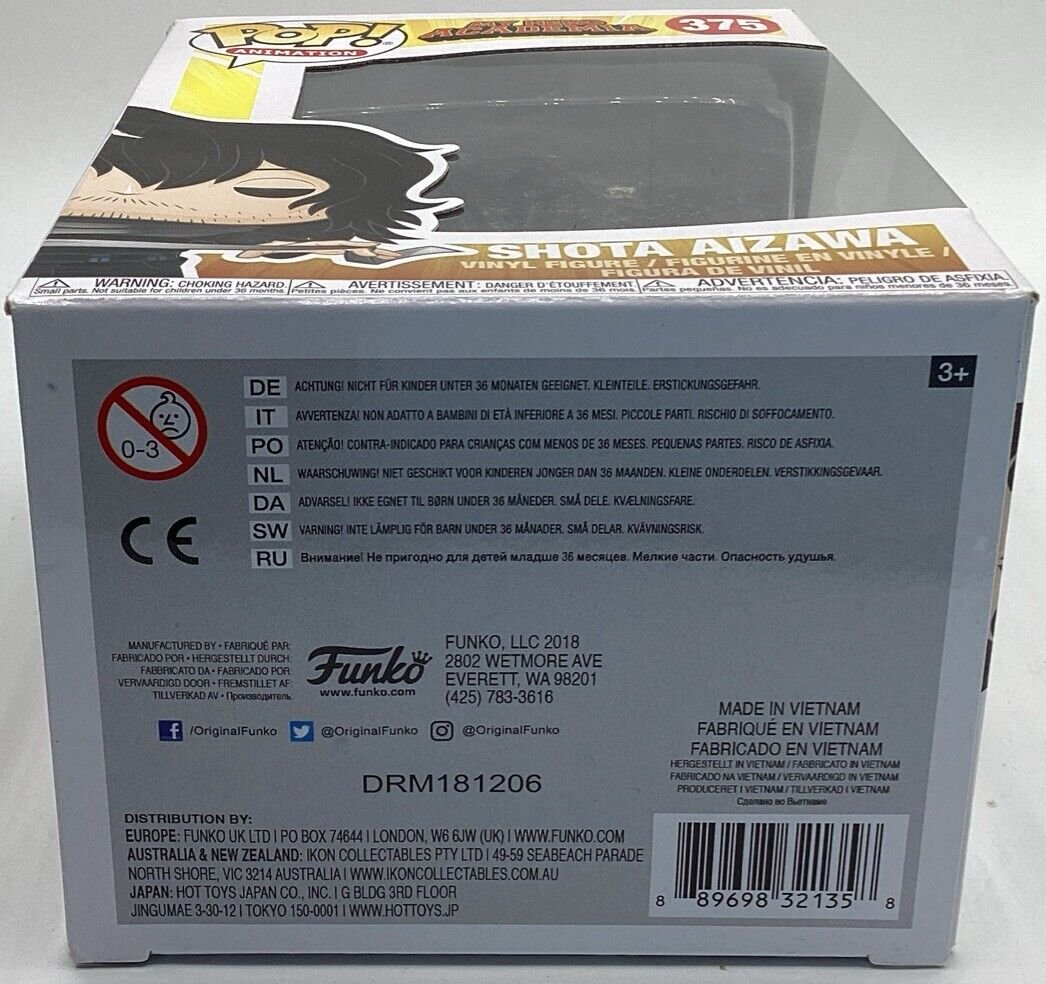 POP!
ANIMATION
MY HERO
ACADEMIA
375
SHOTA AIZAWA
VINYL FIGURE / FIGURINE EN VINYLE /
FIGURA DE VINIL
WARNING: CHOKING HAZARD.
Small parts. Not suitable for children under 36 months.
AVERTISSEMENT: DANGER D'ÉTOUFFEMENT
Petites pièces. Ne convient pas aux enfants de moins de 36 mois.
ADVERTENCIA: PELIGRO DE ASFIXIA
Partes pequeñas. No es adecuado para niños menores de 36 meses
3+
0-3
DE ACHTUNG! NICHT FÜR KINDER UNTER 36 MONATEN GEEIGNET. KLEINTEILE. ERSTICKUNGSGEFAHR.
IT AVVERTENZA! NON ADATTO A BAMBINI DI ETÀ INFERIORE A 36 MESI. PICCOLE PARTI. RISCHIO DI SOFFOCAMENTO.
PO ATENÇÃO! CONTRA-INDICADO PARA CRIANÇAS COM MENOS DE 36 MESES. PEQUENAS PARTES. RISCO DE ASFIXIA.
NL WAARSCHUWING! NIET GESCHIKT VOOR KINDEREN JONGER DAN 36 MAANDEN. KLEINE ONDERDELEN. VERSTIKKINGSGEVAAR.
DA ADVARSEL! IKKE EGNET TIL BØRN UNDER 36 MÅNEDER. SMÅ DELE. KVÆLNINGSFARE.
SW VARNING! INTE LÄMPLIG FÖR BARN UNDER 36 MÅNADER. SMÅ DELAR. KVÄVNINGSRISK.
RU Внимание! Не пригодно для детей младше 36 месяцев. Мелкие части. Опасность удушья.
CE
MANUFACTURED BY • FABRIQUÉ PAR:
FABRICADO POR • HERGESTELLT DURCH:
FABBRICATO DA • FABRICADO POR:
VERVAARDIGD DOOR • FREMSTILLET AF:
TILLVERKAD AV • Производитель:
Funko
www.funko.com
FUNKO, LLC 2018
2802 WETMORE AVE
EVERETT, WA 98201
(425) 783-3616
f /OriginalFunko @OriginalFunko @OriginalFunko
DRM181206
MADE IN VIETNAM
FABRIQUÉ EN VIETNAM
FABRICADO EN VIETNAM
HERGESTELLT IN VIETNAM / FABBRICATO IN VIETNAM
FABRICADO NA VIETNAM / VERVAARDIGD IN VIETNAM
PRODUCERET I VIETNAM / TILLVERKAD I VIETNAM
Сделано во Вьетнаме
DISTRIBUTION BY:
EUROPE: FUNKO UK LTD | PO BOX 74644 | LONDON, W6 6JW (UK) | WWW.FUNKO.COM
AUSTRALIA & NEW ZEALAND: IKON COLLECTABLES PTY LTD | 49-59 SEABEACH PARADE
NORTH SHORE, VIC 3214 AUSTRALIA | WWW.IKONCOLLECTABLES.COM.AU
JAPAN: HOT TOYS JAPAN CO., INC. | G BLDG 3RD FLOOR
JINGUMAE 3-30-12 | TOKYO 150-0001 | WWW.HOTTOYS.JP
8 89698 32135 8